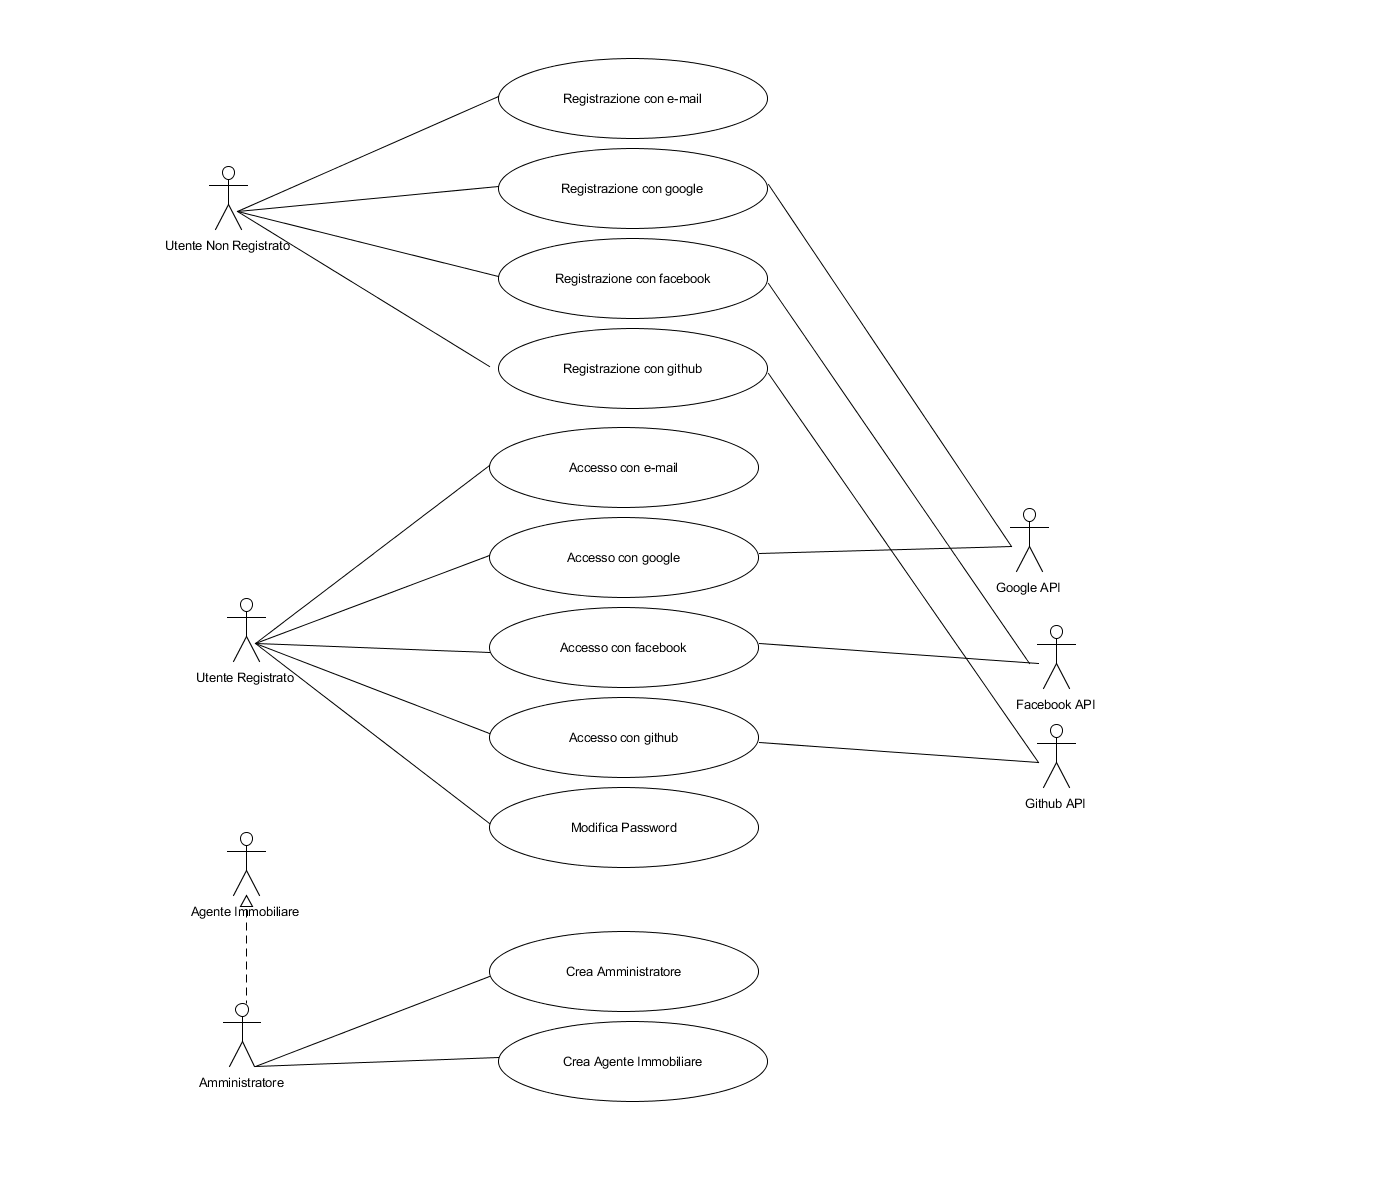 Registrazione con e-mail
Registrazione con google
Utente Non Registrato
Registrazione con facebook
Registrazione con github
Accesso con e-mail
Accesso con google
Google API
Accesso con facebook
Utente Registrato
Facebook API
Accesso con github
Github API
Modifica Password
Agente Immobiliare
Crea Amministratore
Crea Agente Immobiliare
Amministratore